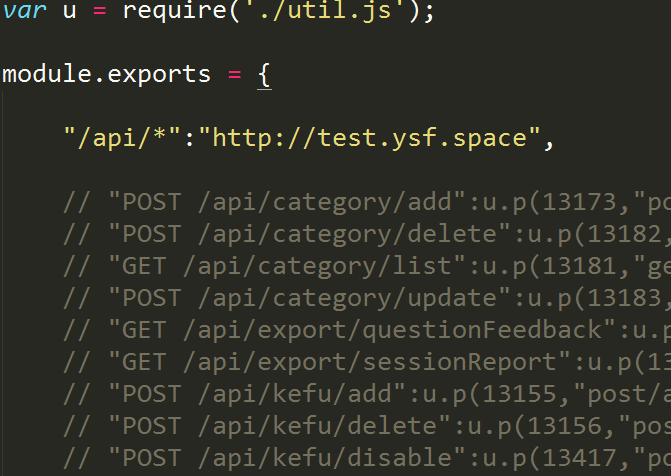 var u = require('./util.js');
module.exports = {
"/api/*":"http://test.ysf.space",
// "POST /api/category/add":u.p(13173,"po
// "POST /api/category/delete":u.p(13182,
// "GET /api/category/list":u.p(13181,"ge
// "POST /api/category/update":u.p(13183,
// "GET /api/export/questionFeedback":u.p
// "GET /api/export/sessionReport":u.p(13
// "POST /api/kefu/add":u.p(13155,"post/a
// "POST /api/kefu/delete":u.p(13156,"pos
// "POST /api/kefu/disable":u.p(13417,"po